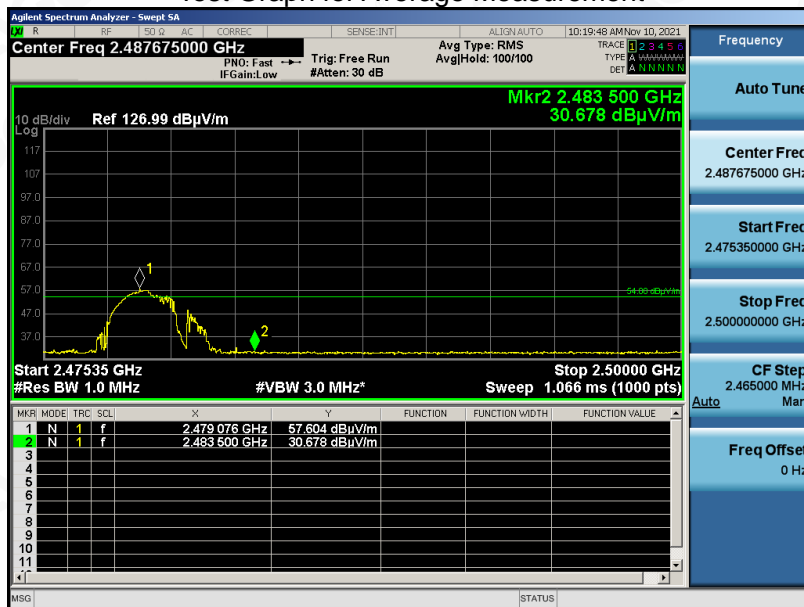 Test Graph for Average Measurement
Agilent Spectrum Analyzer - Swept SA
LXI R RF 50 Ω AC CORREC SENSE:INT ALIGN AUTO 10:19:48 AM Nov 10, 2021
Center Freq 2.487675000 GHz
PNO: Fast
IFGain:Low
Trig: Free Run
#Atten: 30 dB
Avg Type: RMS
Avg|Hold: 100/100
TRACE 1 2 3 4 5 6
TYPE A WWWWW
DET A N N N N N
Mkr2 2.483 500 GHz
30.678 dBµV/m
10 dB/div Ref 126.99 dBµV/m
Log
117
107
97.0
87.0
77.0
67.0
57.0
47.0
37.0
1
2
54.00 dBµV/m
Start 2.47535 GHz Stop 2.50000 GHz
#Res BW 1.0 MHz #VBW 3.0 MHz* Sweep 1.066 ms (1000 pts)
MKR MODE TRC SCL X Y FUNCTION FUNCTION WIDTH FUNCTION VALUE
1 N 1 f 2.479 076 GHz 57.604 dBµV/m
2 N 1 f 2.483 500 GHz 30.678 dBµV/m
3
4
5
6
7
8
9
10
11
MSG STATUS
Frequency
Auto Tune
Center Freq
2.487675000 GHz
Start Freq
2.475350000 GHz
Stop Freq
2.500000000 GHz
CF Step
2.465000 MHz
Auto Man
Freq Offset
0 Hz